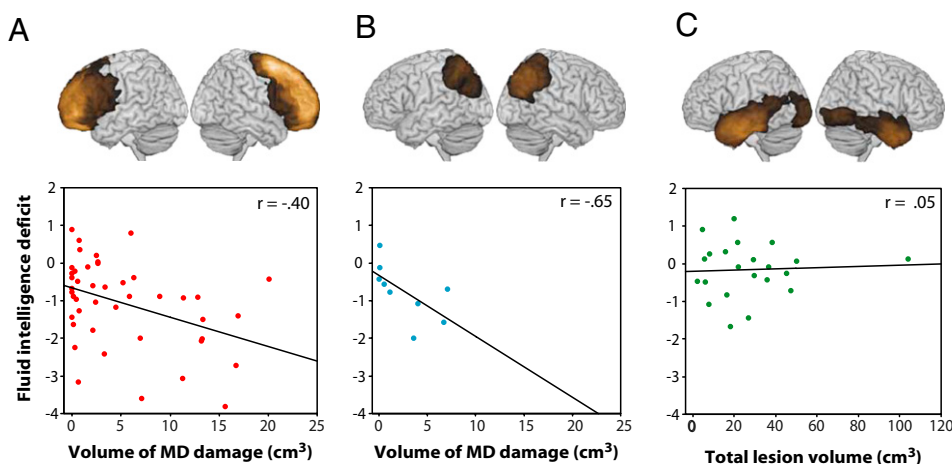 A
B
C
r = -.40
r = -.65
r = .05
Fluid intelligence deficit
2
1
0
-1
-2
-3
-4
0 5 10 15 20 25
Volume of MD damage (cm3)
2
1
0
-1
-2
-3
-4
0 5 10 15 20 25
Volume of MD damage (cm3)
2
1
0
-1
-2
-3
-4
0 20 40 60 80 100 120
Total lesion volume (cm3)